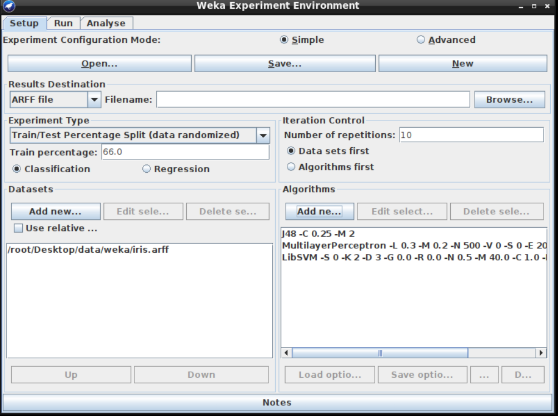 Weka Experiment Environment
Setup Run Analyse
Experiment Configuration Mode: Simple Advanced
Open... Save... New
Results Destination
ARFF file Filename: Browse...
Experiment Type
Train/Test Percentage Split (data randomized)
Train percentage: 66.0
Classification Regression
Iteration Control
Number of repetitions: 10
Data sets first
Algorithms first
Datasets
Add new... Edit sele... Delete se...
Use relative ...
/root/Desktop/data/weka/iris.arff
Up Down
Algorithms
Add ne... Edit select... Delete sele...
J48 -C 0.25 -M 2
MultilayerPerceptron -L 0.3 -M 0.2 -N 500 -V 0 -S 0 -E 20
LibSVM -S 0 -K 2 -D 3 -G 0.0 -R 0.0 -N 0.5 -M 40.0 -C 1.0
Load optio... Save optio... ... D...
Notes